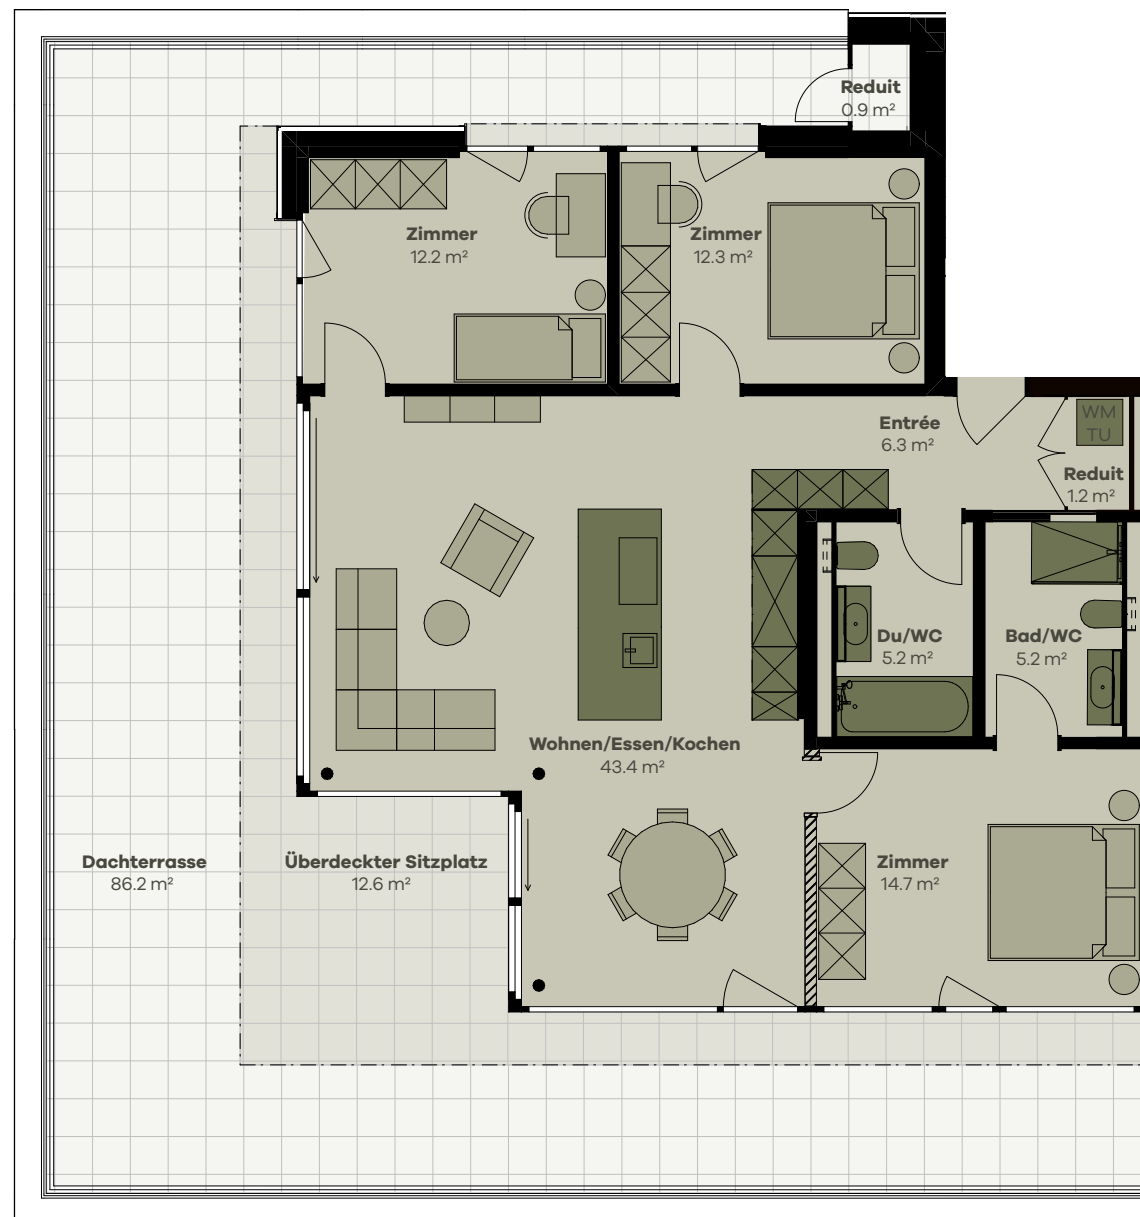 Reduit
0.9 m²
Zimmer
12.2 m²
Zimmer
12.3 m²
Entrée
6.3 m²
WM
TU
Reduit
1.2 m²
Du/WC
5.2 m²
Bad/WC
5.2 m²
Wohnen/Essen/Kochen
43.4 m²
Dachterrasse
86.2 m²
Überdeckter Sitzplatz
12.6 m²
Zimmer
14.7 m²